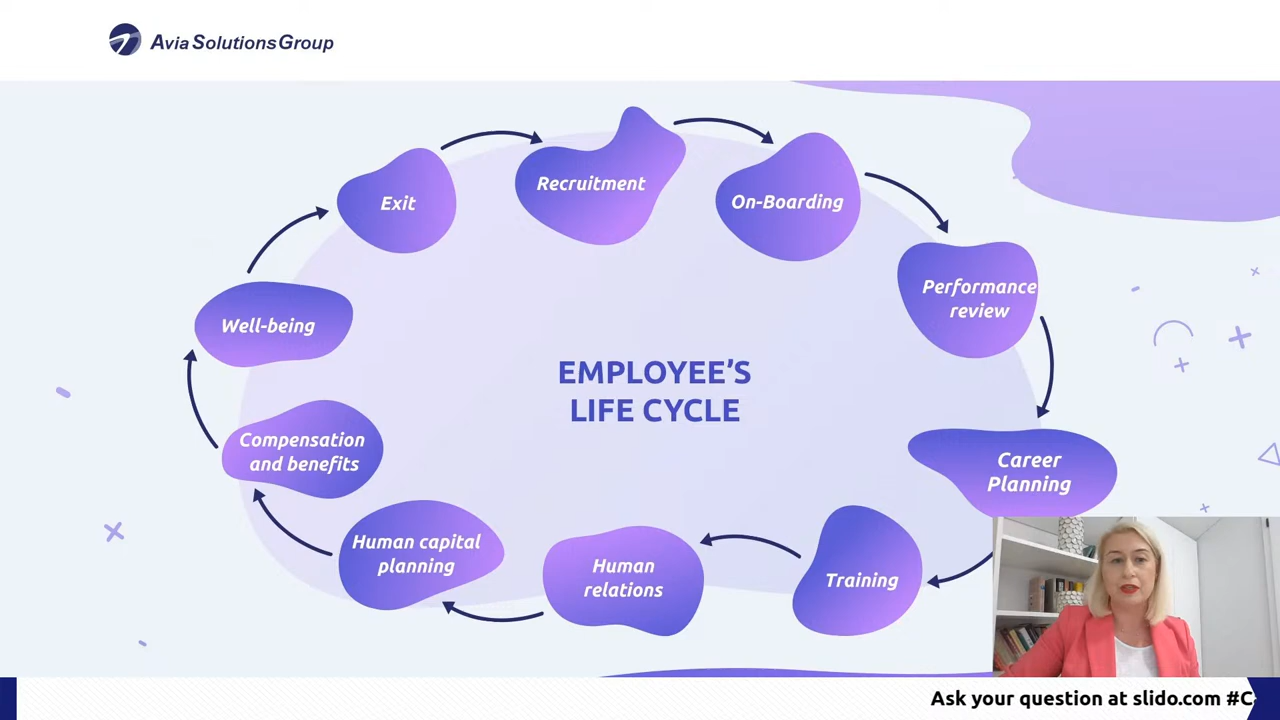 Avia Solutions Group
Recruitment
On-Boarding
Performance
review
Career
Planning
Training
Human
relations
Human capital
planning
Compensation
and benefits
Well-being
Exit
EMPLOYEE'S
LIFE CYCLE
Ask your question at slido.com #C